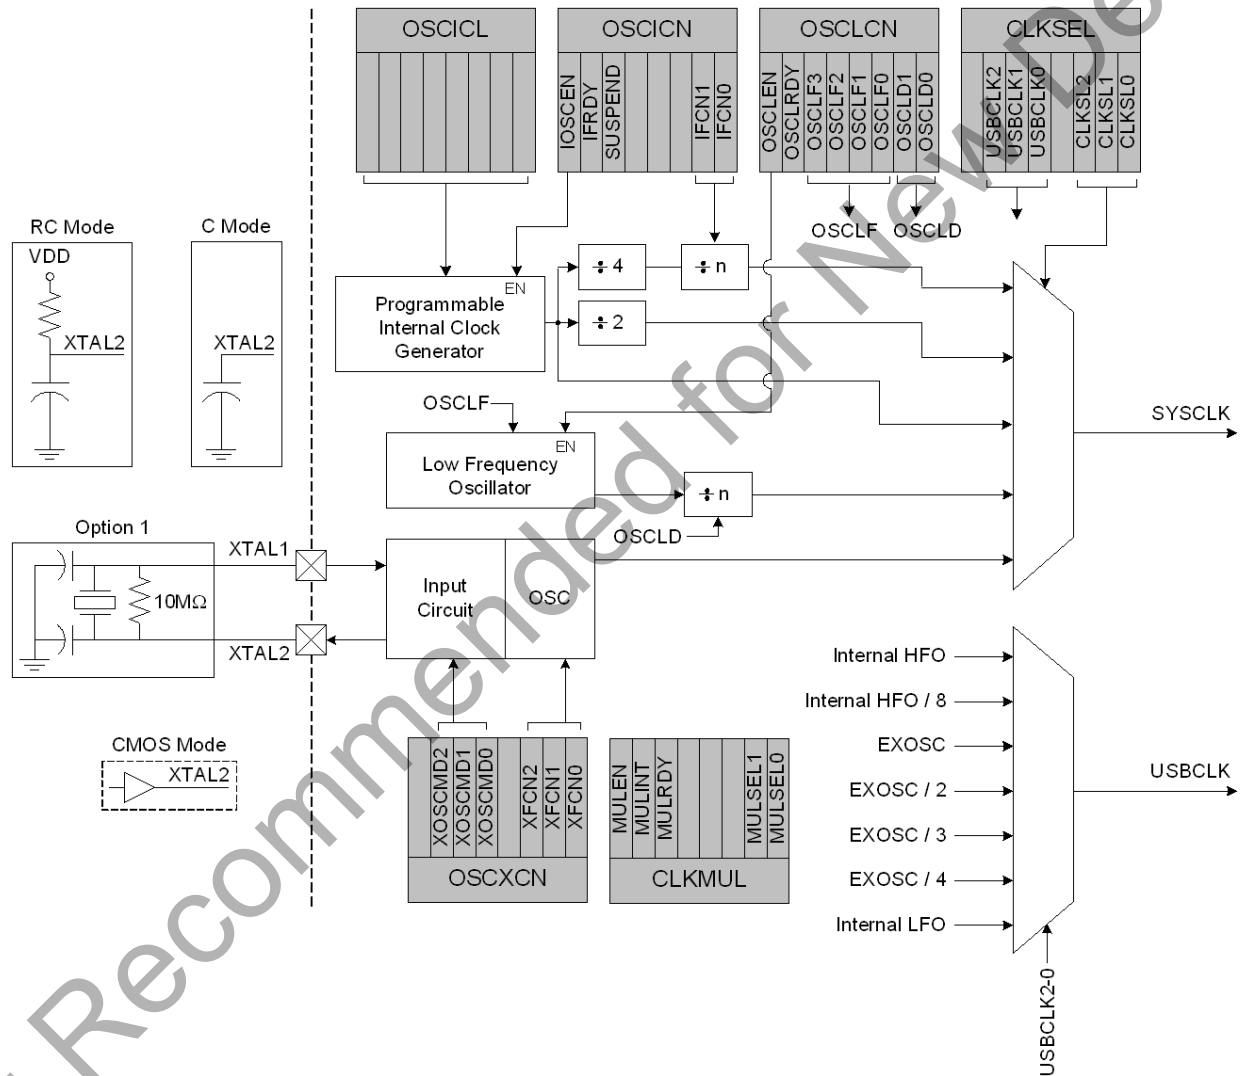 OSCICL
OSCICN
OSCLCN
CLKSEL
IOSCEN
IFRDY
SUSPEND
IFCN1
IFCN0
OSCLEN
OSCLRDY
OSCLF3
OSCLF2
OSCLF1
OSCLF0
OSCLD1
OSCLD0
USBCLK2
USBCLK1
USBCLK0
CLKSL2
CLKSL1
CLKSL0
OSCLF
OSCLD
RC Mode
VDD
XTAL2
C Mode
XTAL2
EN
Programmable
Internal Clock
Generator
÷ 4
÷ n
÷ 2
OSCLF
EN
Low Frequency
Oscillator
÷ n
OSCLD
SYSCLK
Option 1
XTAL1
10MΩ
XTAL2
Input
Circuit
OSC
CMOS Mode
XTAL2
XOSCMD2
XOSCMD1
XOSCMD0
XFCN2
XFCN1
XFCN0
OSCXCN
MULEN
MULINT
MULRDY
MULSEL1
MULSEL0
CLKMUL
Internal HFO
Internal HFO / 8
EXOSC
EXOSC / 2
EXOSC / 3
EXOSC / 4
Internal LFO
USBCLK
USBCLK2-0
Recommended for New De